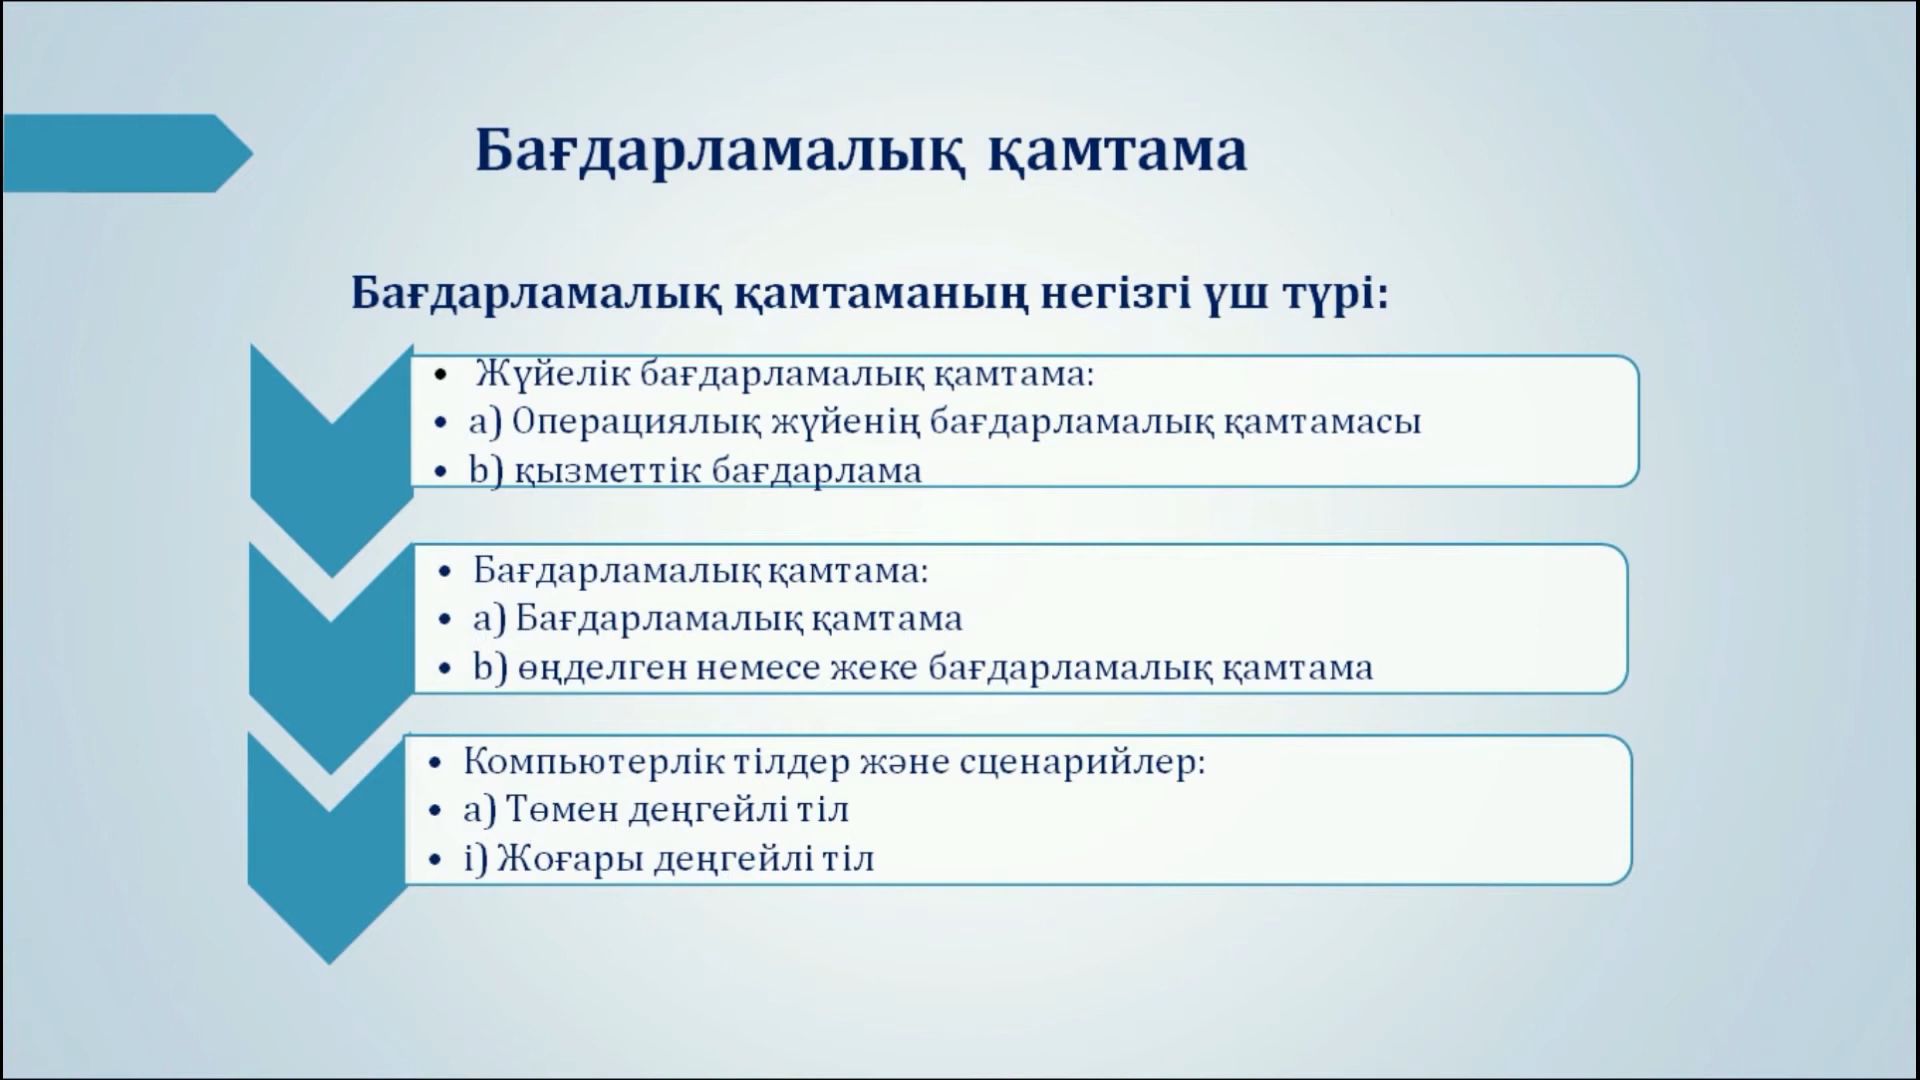 Бағдарламалық қамтама
Бағдарламалық қамтаманың негізгі үш түрі:
• Жүйелік бағдарламалық қамтама:
• a) Операциялық жүйенің бағдарламалық қамтамасы
• b) қызметтік бағдарлама
• Бағдарламалық қамтама:
• a) Бағдарламалық қамтама
• b) өңделген немесе жеке бағдарламалық қамтама
• Компьютерлік тілдер және сценарийлер:
• a) Төмен деңгейлі тіл
• i) Жоғары деңгейлі тіл